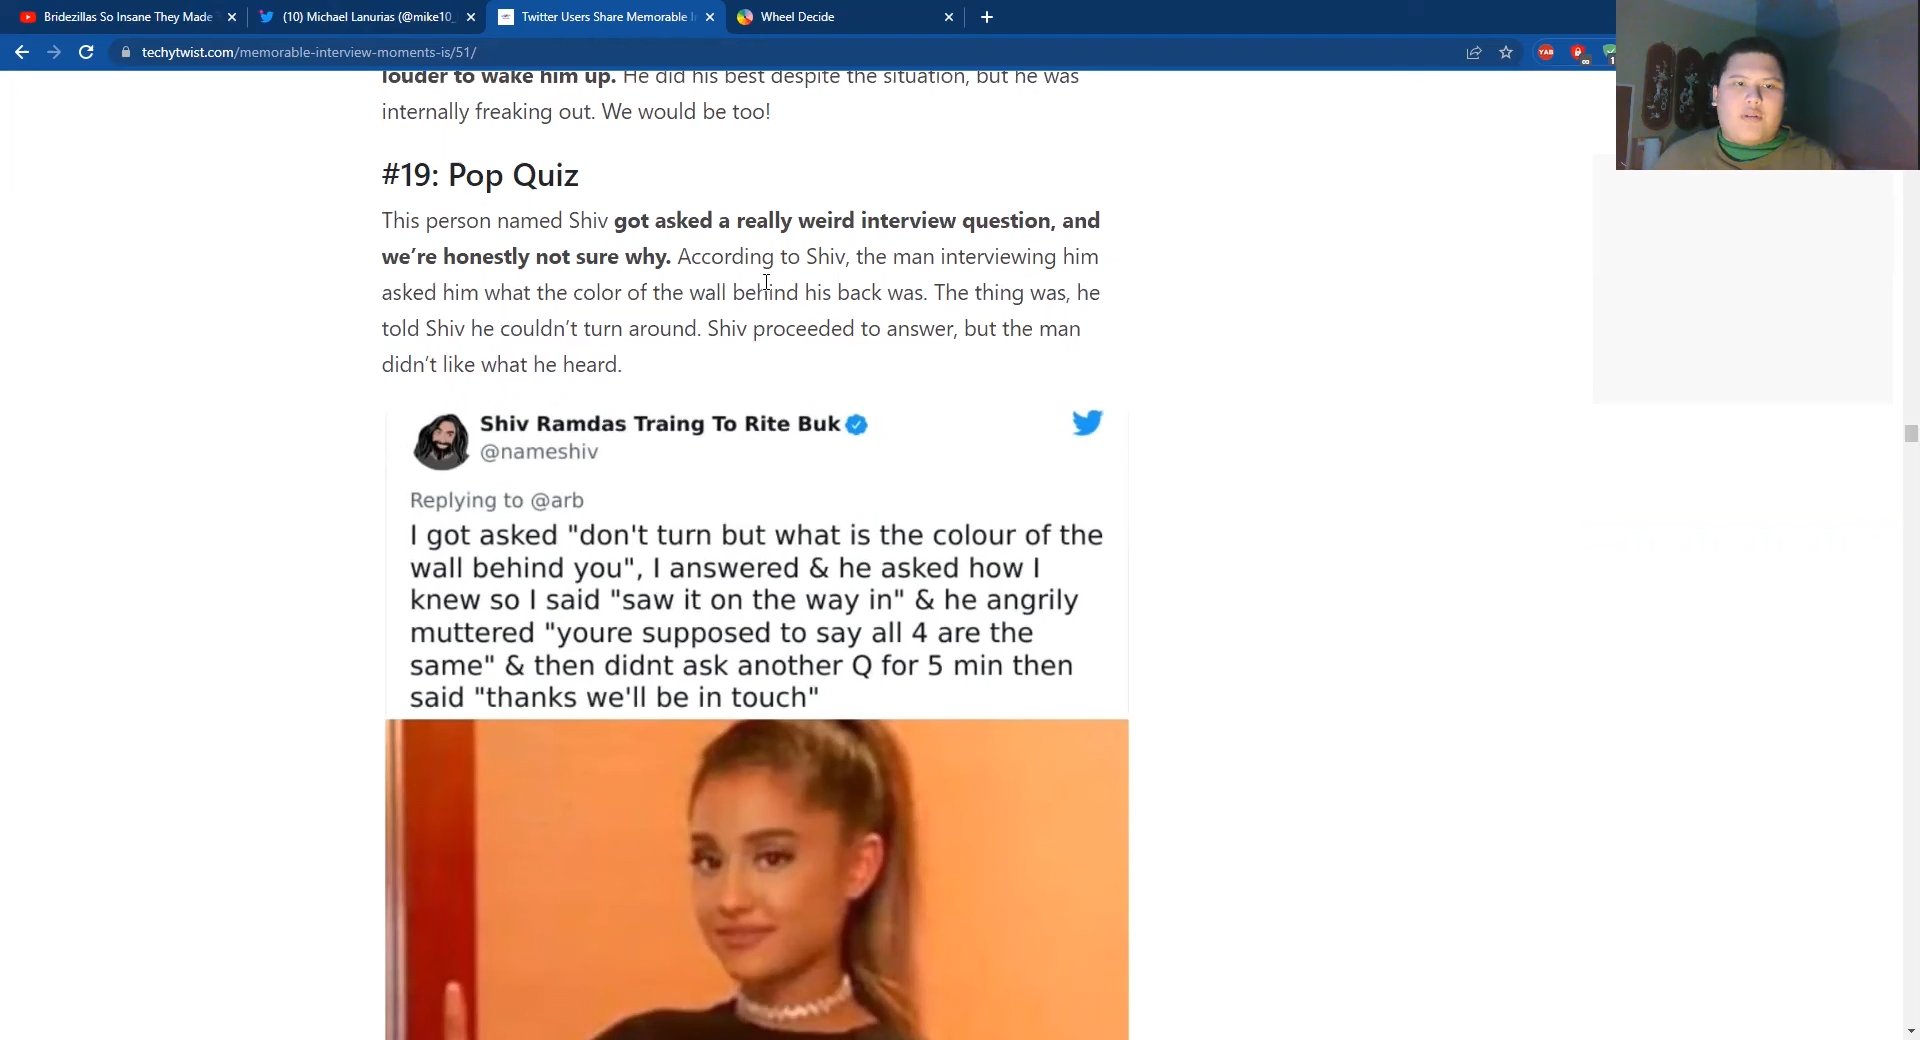 Bridezillas So Insane They Made
(10) Michael Lanurias (@mike10_
Twitter Users Share Memorable I
Wheel Decide
techytwist.com/memorable-interview-moments-is/51/
YAB
louder to wake him up. He did his best despite the situation, but he was
internally freaking out. We would be too!
#19: Pop Quiz
This person named Shiv got asked a really weird interview question, and
we’re honestly not sure why. According to Shiv, the man interviewing him
asked him what the color of the wall behind his back was. The thing was, he
told Shiv he couldn’t turn around. Shiv proceeded to answer, but the man
didn’t like what he heard.
Shiv Ramdas Traing To Rite Buk
@nameshiv
Replying to @arb
I got asked "don't turn but what is the colour of the
wall behind you", I answered & he asked how I
knew so I said "saw it on the way in" & he angrily
muttered "youre supposed to say all 4 are the
same" & then didnt ask another Q for 5 min then
said "thanks we'll be in touch"